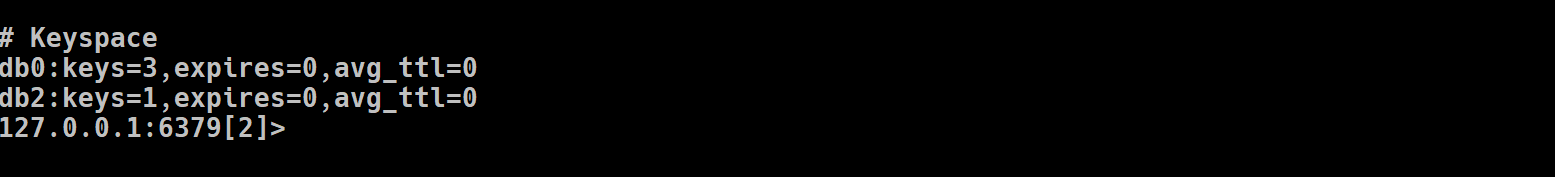 # Keyspace
db0:keys=3,expires=0,avg_ttl=0
db2:keys=1,expires=0,avg_ttl=0
127.0.0.1:6379[2]>